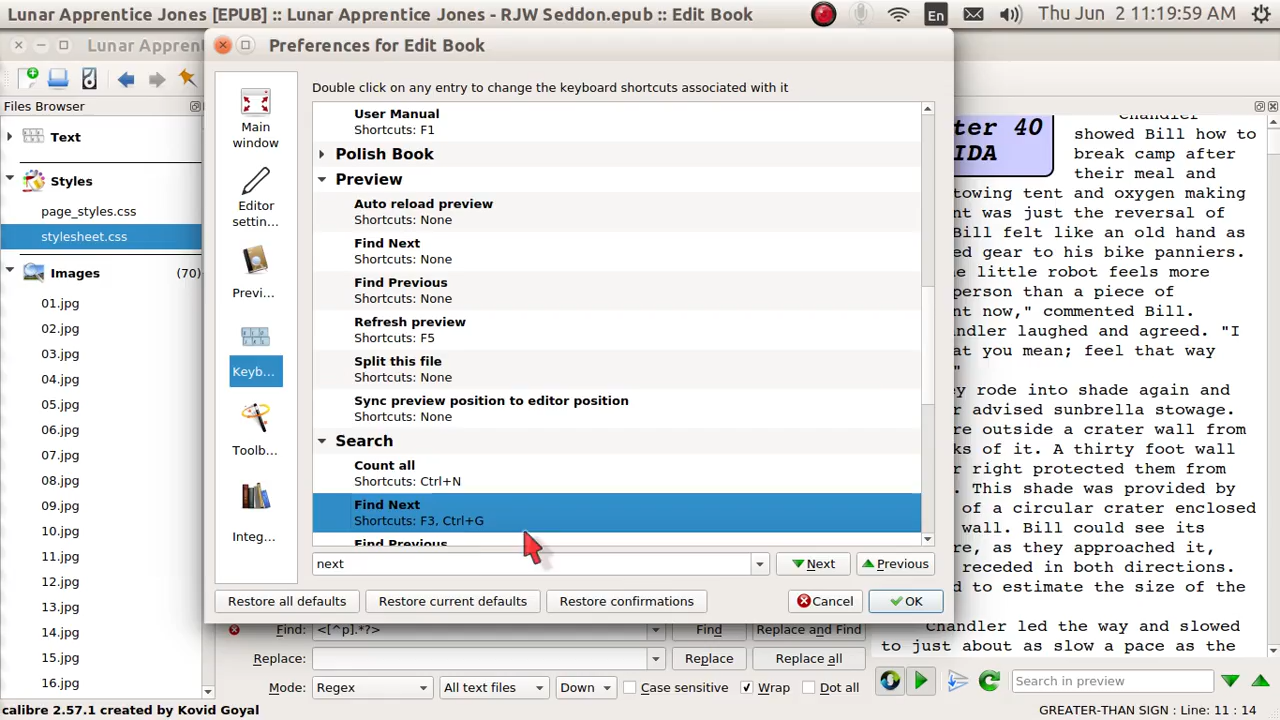 Lunar Apprentice Jones [EPUB] :: Lunar Apprentice Jones - RJW Seddon.epub :: Edit Book
En
Thu Jun 2 11:19:59 AM
Lunar Apprent
Preferences for Edit Book
Files Browser
Text
Styles
page_styles.css
stylesheet.css
Images (70)
01.jpg
02.jpg
03.jpg
04.jpg
05.jpg
06.jpg
07.jpg
08.jpg
09.jpg
10.jpg
11.jpg
12.jpg
13.jpg
14.jpg
15.jpg
16.jpg
Main
window
Editor
settin...
Previ...
Keyb...
Toolb...
Integ...
Double click on any entry to change the keyboard shortcuts associated with it
User Manual
Shortcuts: F1
Polish Book
Preview
Auto reload preview
Shortcuts: None
Find Next
Shortcuts: None
Find Previous
Shortcuts: None
Refresh preview
Shortcuts: F5
Split this file
Shortcuts: None
Sync preview position to editor position
Shortcuts: None
Search
Count all
Shortcuts: Ctrl+N
Find Next
Shortcuts: F3, Ctrl+G
Find Previous
next
Next
Previous
Restore all defaults
Restore current defaults
Restore confirmations
Cancel
OK
Find: <[^p].*?>
Find
Replace and Find
Replace:
Replace
Replace all
Mode: Regex
All text files
Down
Case sensitive
Wrap
Dot all
ter 40
IDA
Chandler
showed Bill how to
break camp after
their meal and
towing tent and oxygen making
nt was just the reversal of
Bill felt like an old hand as
ed gear to his bike panniers.
e little robot feels more
person than a piece of
nt now," commented Bill.
andler laughed and agreed. "I
at you mean; feel that way
"
ey rode into shade again and
r advised sunbrella stowage.
re outside a crater wall from
ks of it. A thirty foot wall
r right protected them from
. This shade was provided by
of a circular crater enclosed
wall. Bill could see its
re, as they approached it,
receded in both directions.
d to estimate the size of the
Chandler led the way and slowed
to just about as slow a pace as the
Search in preview
calibre 2.57.1 created by Kovid Goyal
GREATER-THAN SIGN : Line: 11 : 14